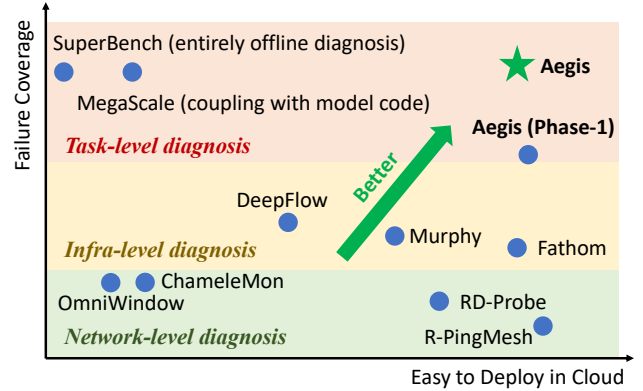 Failure Coverage
SuperBench (entirely offline diagnosis)
Aegis
MegaScale (coupling with model code)
Aegis (Phase-1)
Task-level diagnosis
Better
DeepFlow
Murphy
Fathom
Infra-level diagnosis
ChameleMon
OmniWindow
RD-Probe
R-PingMesh
Network-level diagnosis
Easy to Deploy in Cloud